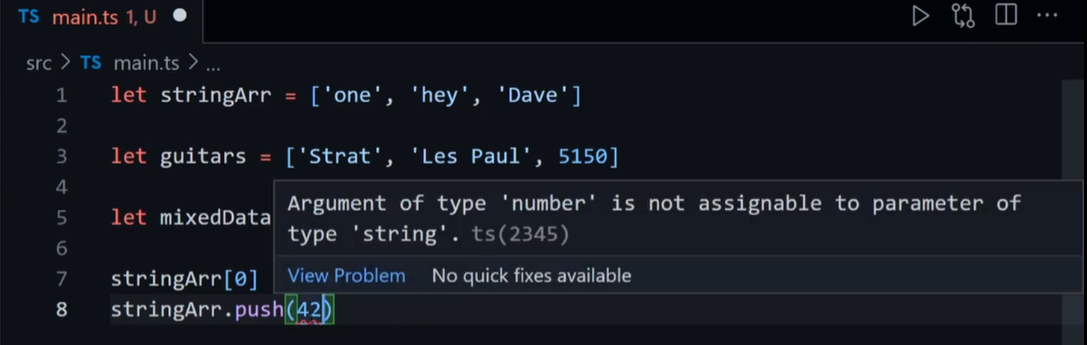 TS main.ts 1, U
src > TS main.ts > ...
1 let stringArr = ['one', 'hey', 'Dave']
2
3 let guitars = ['Strat', 'Les Paul', 5150]
4
5 let mixedData
6
7 stringArr[0]
8 stringArr.push(42)
Argument of type 'number' is not assignable to parameter of
type 'string'. ts(2345)
View Problem No quick fixes available